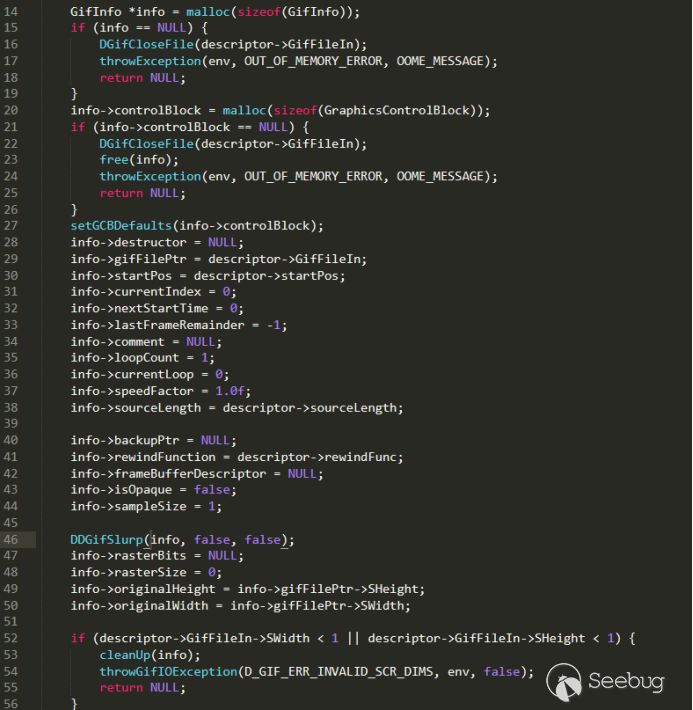 14 GifInfo *info = malloc(sizeof(GifInfo));
15 if (info == NULL) {
16 DGifCloseFile(descriptor->GifFileIn);
17 throwException(env, OUT_OF_MEMORY_ERROR, OOME_MESSAGE);
18 return NULL;
19 }
20 info->controlBlock = malloc(sizeof(GraphicsControlBlock));
21 if (info->controlBlock == NULL) {
22 DGifCloseFile(descriptor->GifFileIn);
23 free(info);
24 throwException(env, OUT_OF_MEMORY_ERROR, OOME_MESSAGE);
25 return NULL;
26 }
27 setGCBDefaults(info->controlBlock);
28 info->destructor = NULL;
29 info->gifFilePtr = descriptor->GifFileIn;
30 info->startPos = descriptor->startPos;
31 info->currentIndex = 0;
32 info->nextStartTime = 0;
33 info->lastFrameRemainder = -1;
34 info->comment = NULL;
35 info->loopCount = 1;
36 info->currentLoop = 0;
37 info->speedFactor = 1.0f;
38 info->sourceLength = descriptor->sourceLength;
39
40 info->backupPtr = NULL;
41 info->rewindFunction = descriptor->rewindFunc;
42 info->frameBufferDescriptor = NULL;
43 info->isOpaque = false;
44 info->sampleSize = 1;
45
46 DDGifSlurp(info, false, false);
47 info->rasterBits = NULL;
48 info->rasterSize = 0;
49 info->originalHeight = info->gifFilePtr->SHeight;
50 info->originalWidth = info->gifFilePtr->SWidth;
51
52 if (descriptor->GifFileIn->SWidth < 1 || descriptor->GifFileIn->SHeight < 1) {
53 cleanUp(info);
54 throwGifIOException(D_GIF_ERR_INVALID_SCR_DIMS, env, false);
55 return NULL;
56 }
Seebug